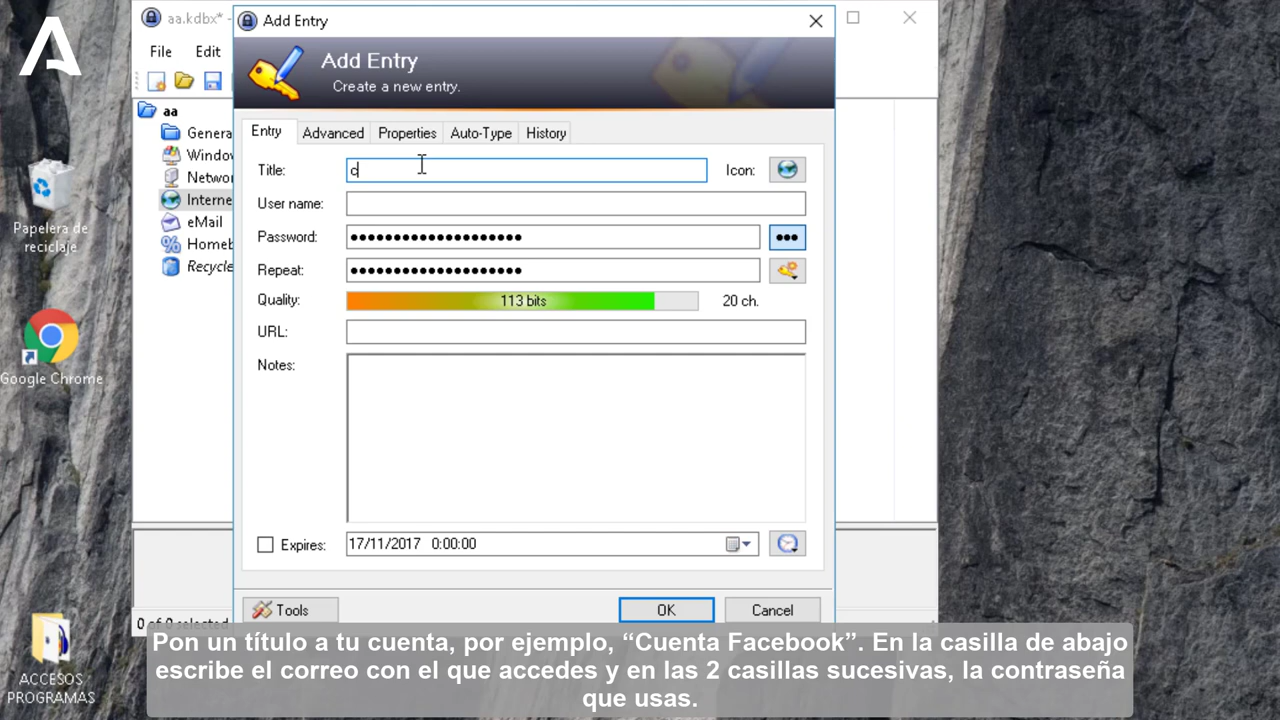 aa.kdbx*
Add Entry
File Edit
Add Entry
Create a new entry.
aa
Genera
Window
Netwo
Interne
eMail
Homeb
Recycle
Entry Advanced Properties Auto-Type History
Title: c Icon:
User name:
Password: ••••••••••••••••••••
Repeat: ••••••••••••••••••••
Quality: 113 bits 20 ch.
URL:
Notes:
Expires: 17/11/2017 0:00:00
Tools OK Cancel
0 of 0 selected
Papelera de
reciclaje
Google Chrome
ACCESOS
PROGRAMAS
Pon un título a tu cuenta, por ejemplo, “Cuenta Facebook”. En la casilla de abajo
escribe el correo con el que accedes y en las 2 casillas sucesivas, la contraseña
que usas.